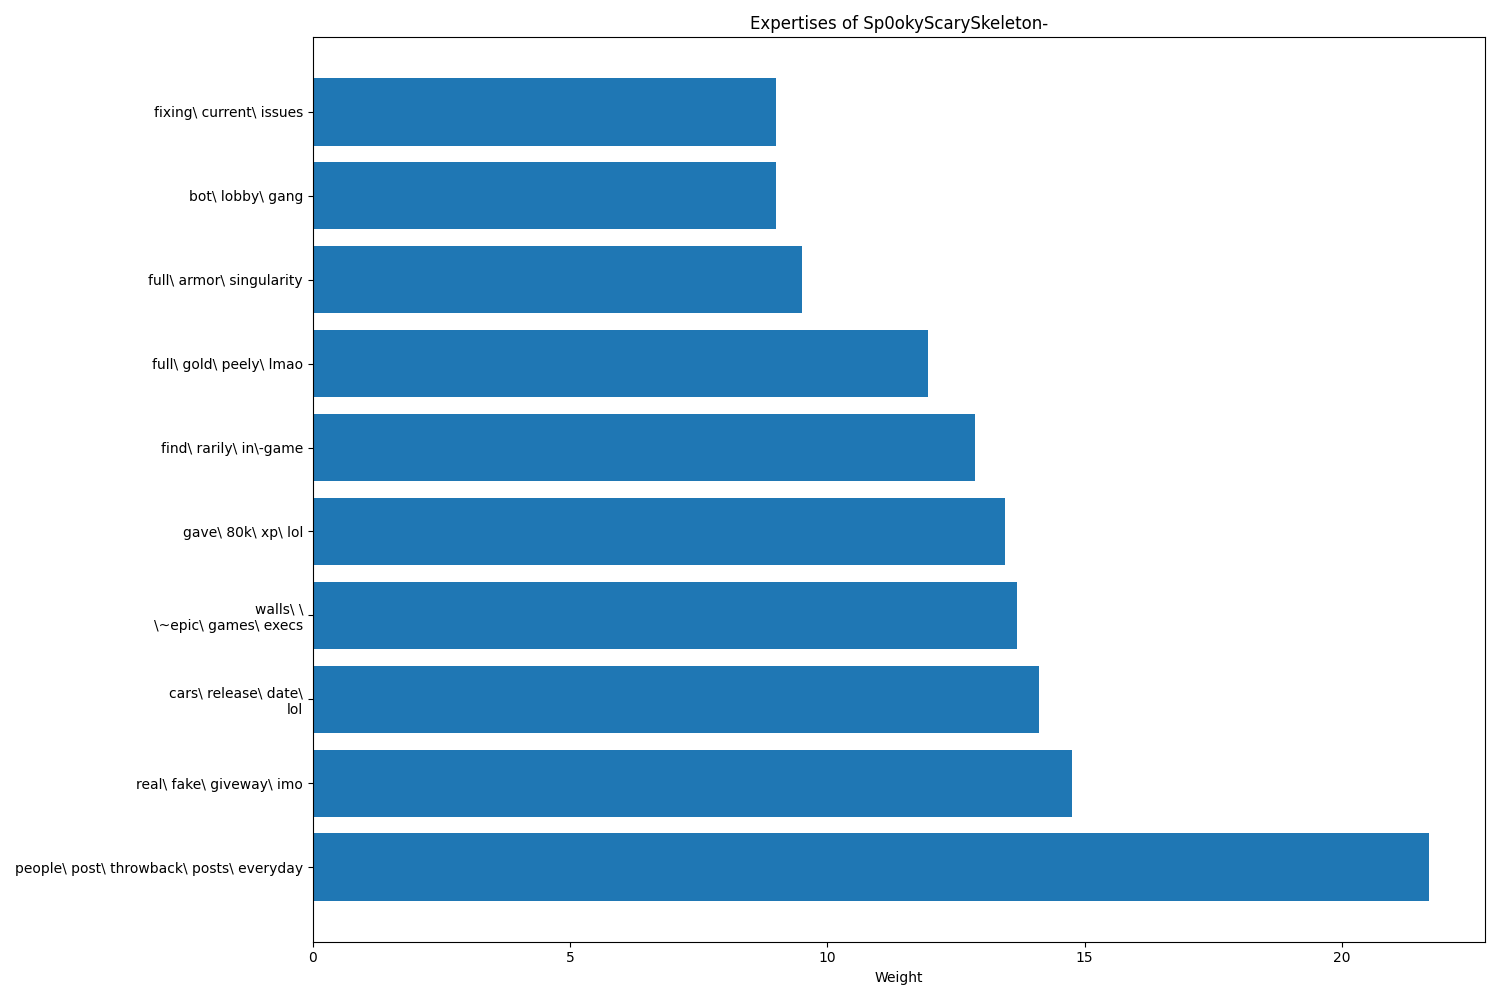 Expertises of Sp0okyScarySkeleton-
fixing\ current\ issues
bot\ lobby\ gang
full\ armor\ singularity
full\ gold\ peely\ lmao
find\ rarily\ in\-game
gave\ 80k\ xp\ lol
walls\ \
\~epic\ games\ execs
cars\ release\ date\
lol
real\ fake\ giveway\ imo
people\ post\ throwback\ posts\ everyday
0 5 10 15 20
Weight